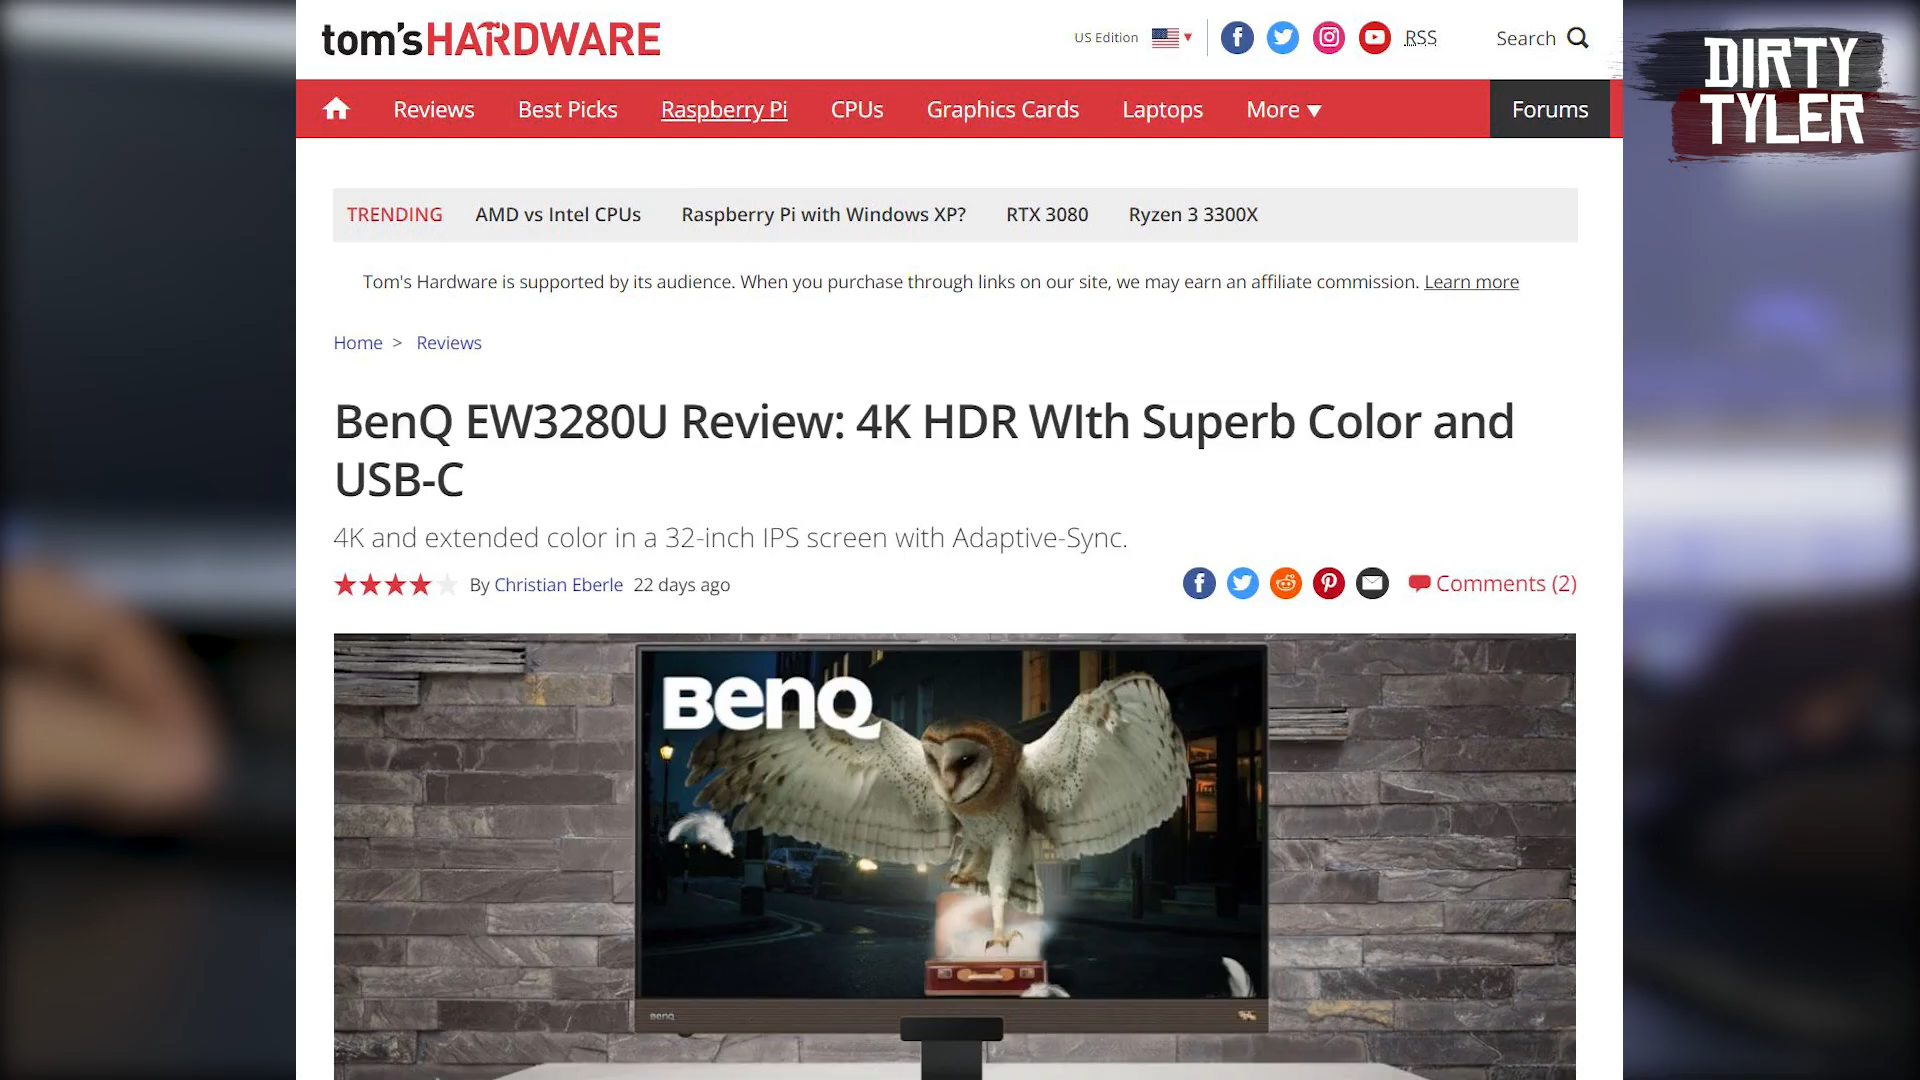 tom's HARDWARE
US Edition
RSS
Search
DIRTY
TYLER
Reviews
Best Picks
Raspberry Pi
CPUs
Graphics Cards
Laptops
More
Forums
TRENDING
AMD vs Intel CPUs
Raspberry Pi with Windows XP?
RTX 3080
Ryzen 3 3300X
Tom's Hardware is supported by its audience. When you purchase through links on our site, we may earn an affiliate commission. Learn more
Home > Reviews
BenQ EW3280U Review: 4K HDR WIth Superb Color and
USB-C
4K and extended color in a 32-inch IPS screen with Adaptive-Sync.
By Christian Eberle 22 days ago
Comments (2)
BenQ
BenQ